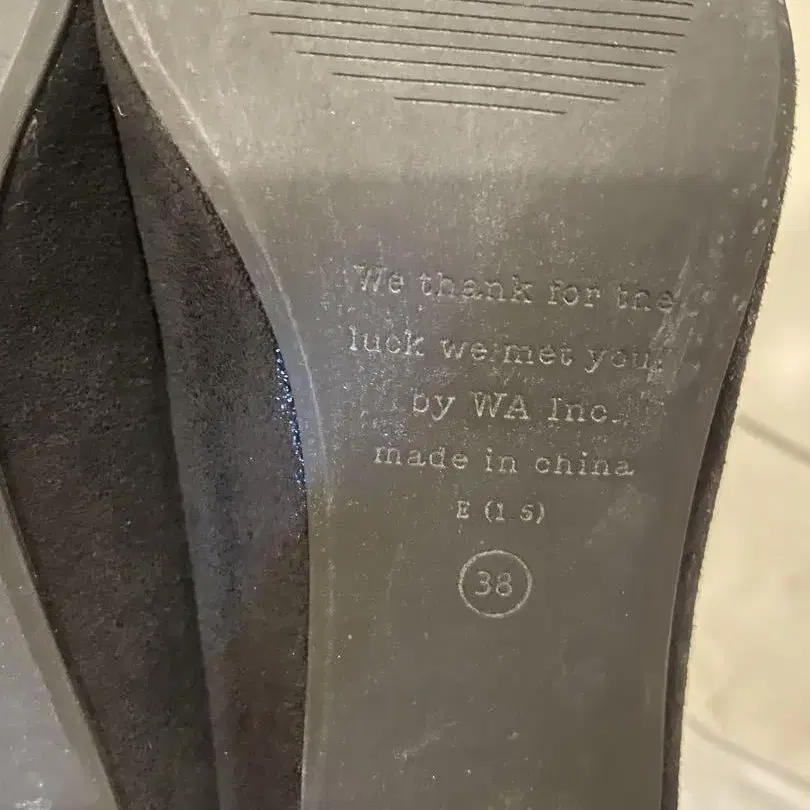 We thank for the
luck we met you!
by WA Inc.
made in china
E (1.5)
38